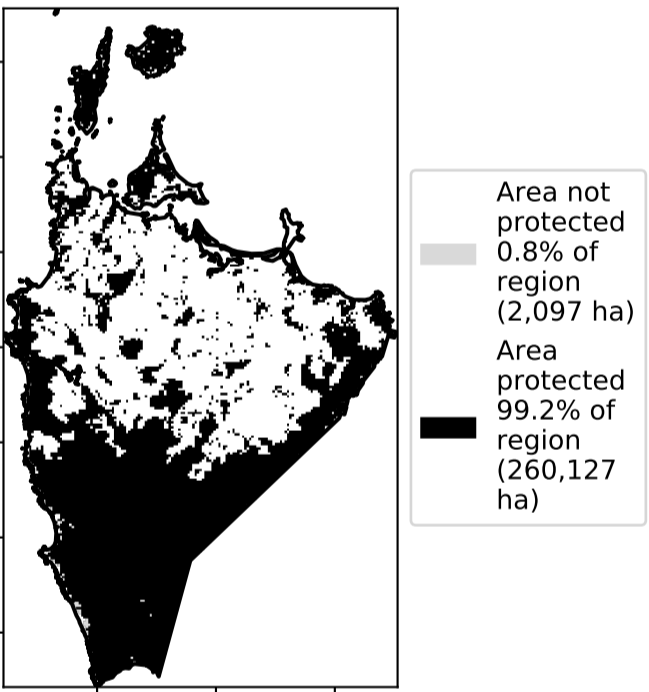 Area not
protected
0.8% of
region
(2,097 ha)
Area
protected
99.2% of
region
(260,127
ha)